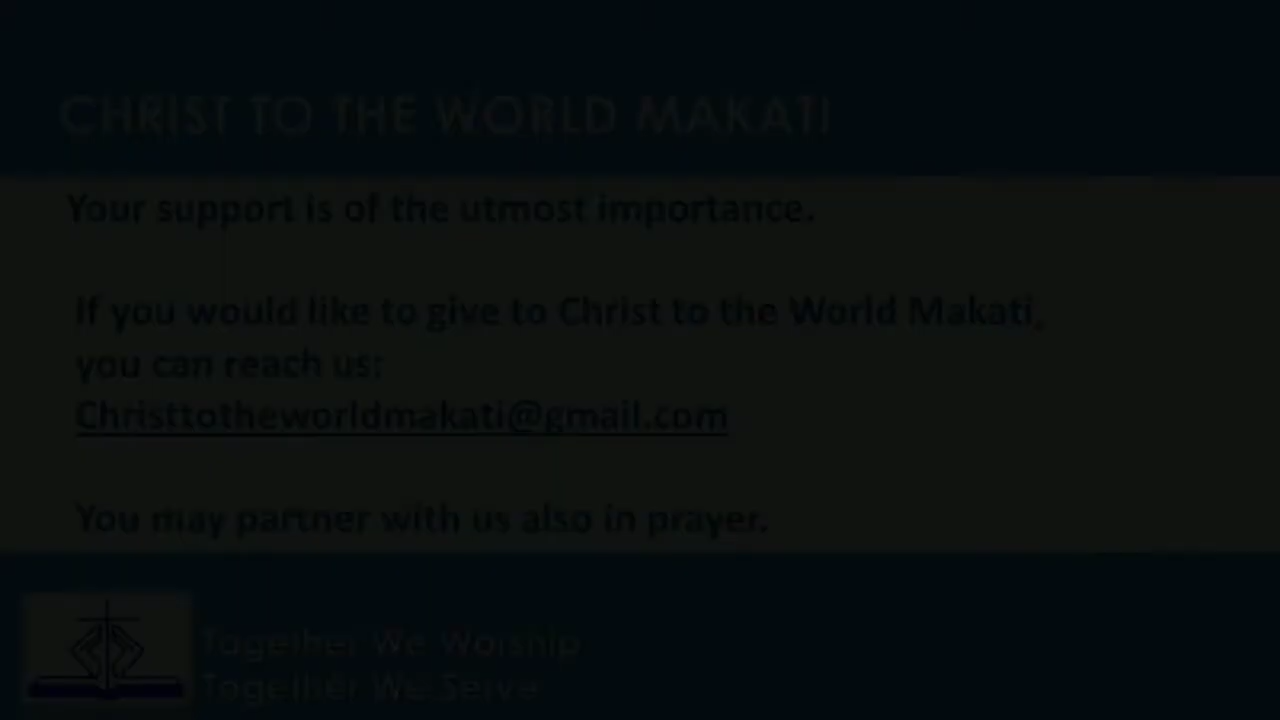 CHRIST TO THE WORLD MAKATI
Your support is of the utmost importance.
If you would like to give to Christ to the World Makati,
you can reach us:
Christtotheworldmakati@gmail.com
You may partner with us also in prayer.
Together We Worship
Together We Serve